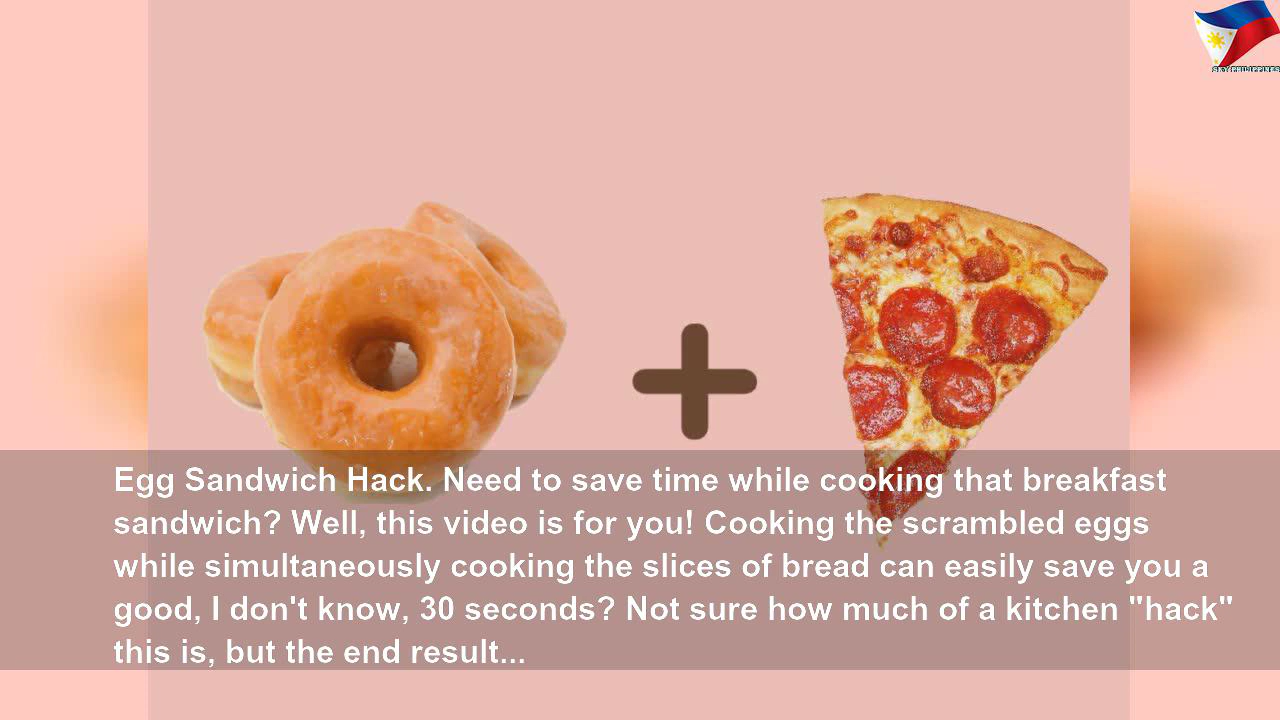 SKY PHILIPPINES
Egg Sandwich Hack. Need to save time while cooking that breakfast
sandwich? Well, this video is for you! Cooking the scrambled eggs
while simultaneously cooking the slices of bread can easily save you a
good, I don't know, 30 seconds? Not sure how much of a kitchen "hack"
this is, but the end result...